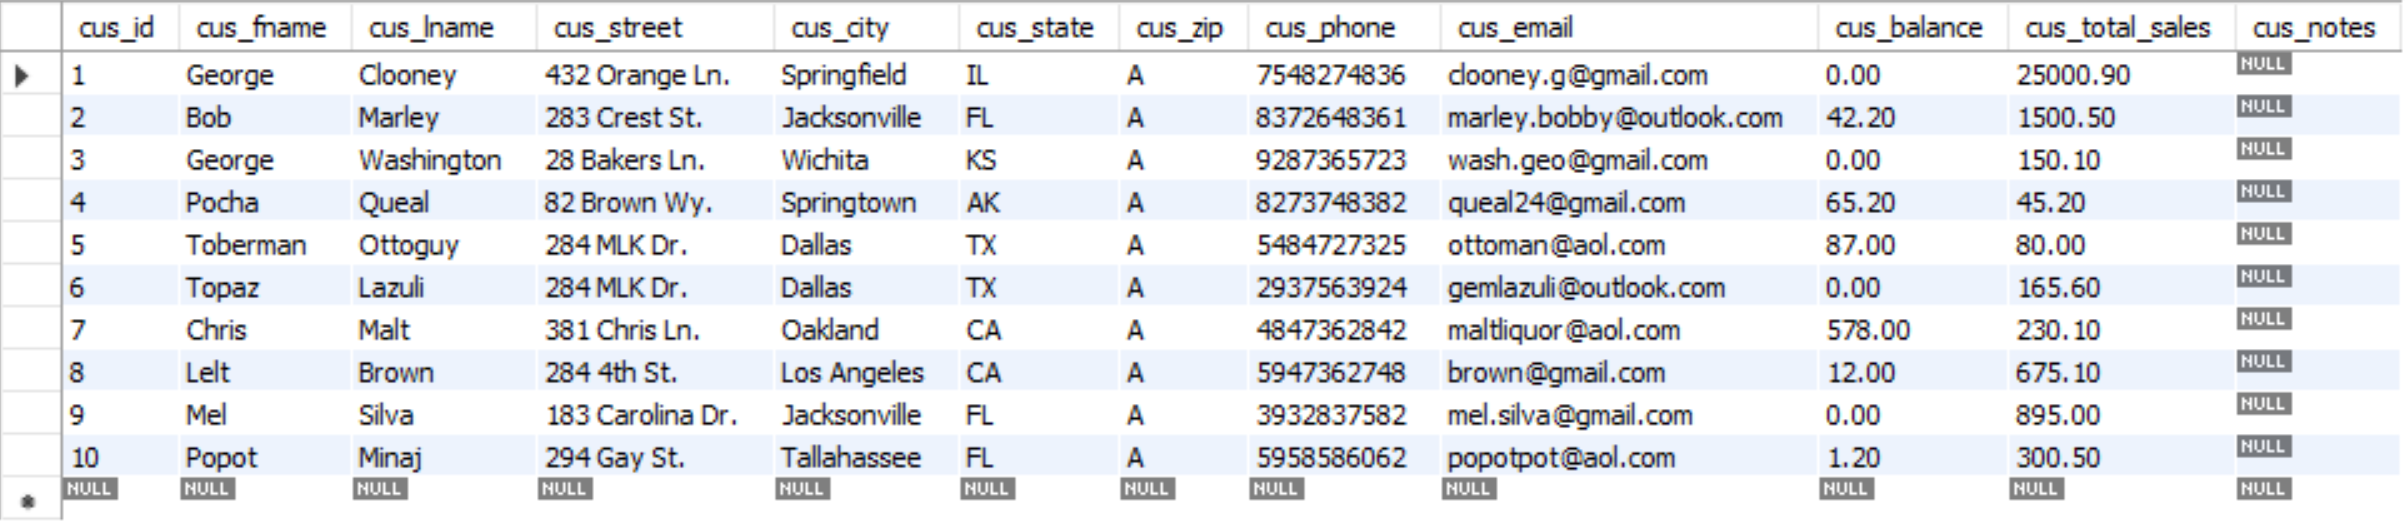 cus_id cus_fname cus_lname cus_street cus_city cus_state cus_zip cus_phone cus_email cus_balance cus_total_sales cus_notes
1 George Clooney 432 Orange Ln. Springfield IL A 7548274836 clooney.g@gmail.com 0.00 25000.90 NULL
2 Bob Marley 283 Crest St. Jacksonville FL A 8372648361 marley.bobby@outlook.com 42.20 1500.50 NULL
3 George Washington 28 Bakers Ln. Wichita KS A 9287365723 wash.geo@gmail.com 0.00 150.10 NULL
4 Pocha Queal 82 Brown Wy. Springtown AK A 8273748382 queal24@gmail.com 65.20 45.20 NULL
5 Toberman Ottoguy 284 MLK Dr. Dallas TX A 5484727325 ottoman@aol.com 87.00 80.00 NULL
6 Topaz Lazuli 284 MLK Dr. Dallas TX A 2937563924 gemlazuli@outlook.com 0.00 165.60 NULL
7 Chris Malt 381 Chris Ln. Oakland CA A 4847362842 maltliquor@aol.com 578.00 230.10 NULL
8 Lelt Brown 284 4th St. Los Angeles CA A 5947362748 brown@gmail.com 12.00 675.10 NULL
9 Mel Silva 183 Carolina Dr. Jacksonville FL A 3932837582 mel.silva@gmail.com 0.00 895.00 NULL
10 Popot Minaj 294 Gay St. Tallahassee FL A 5958586062 popotpot@aol.com 1.20 300.50 NULL
NULL NULL NULL NULL NULL NULL NULL NULL NULL NULL NULL NULL